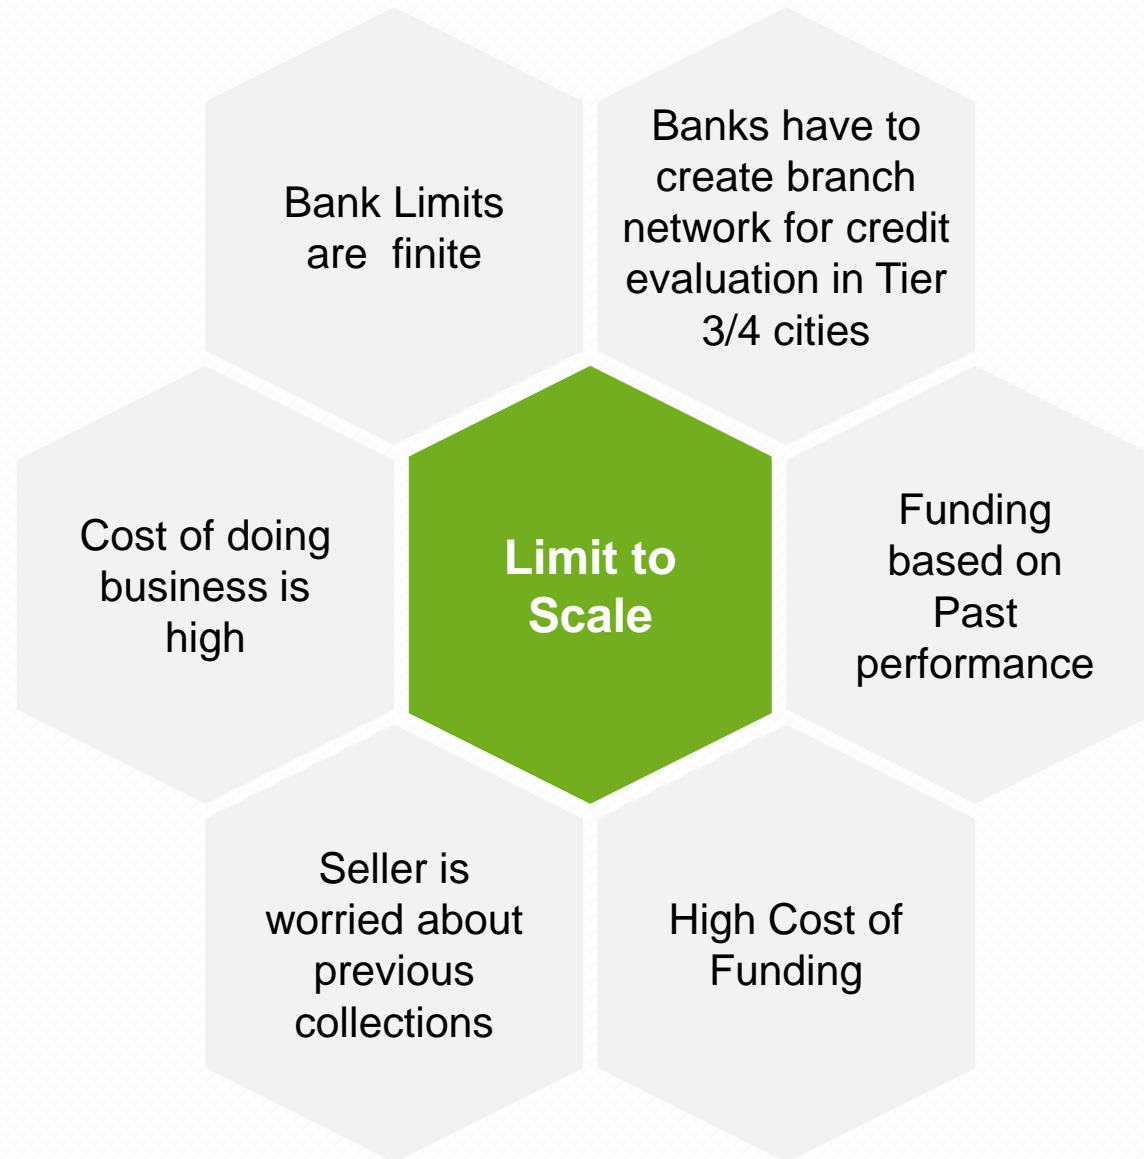 Bank Limits
are  finite
Banks have to
create branch
network for credit
evaluation in Tier
3/4 cities
Cost of doing
business is
high
Limit to
Scale
Funding
based on
Past
performance
Seller is
worried about
previous
collections
High Cost of
Funding